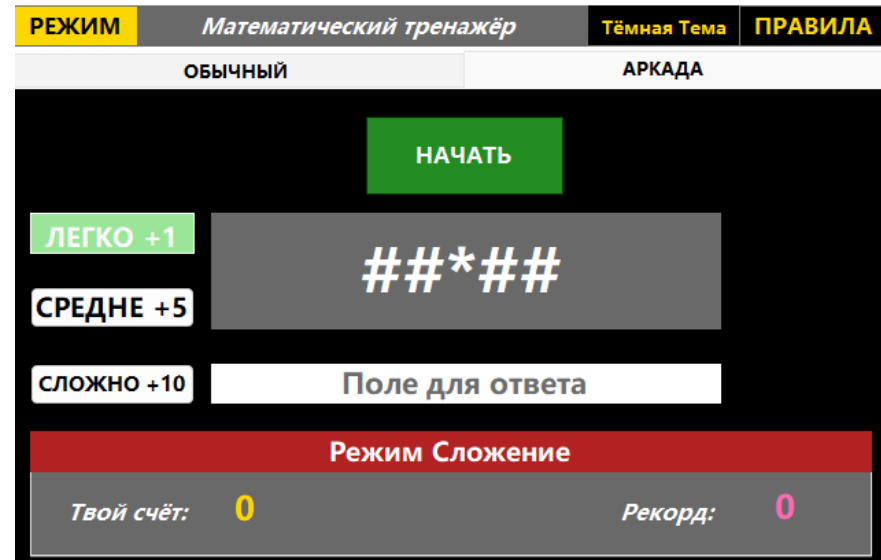 РЕЖИМ Математический тренажёр Тёмная Тема ПРАВИЛА
ОБЫЧНЫЙ АРКАДА
НАЧАТЬ
ЛЕГКО +1
##*##
СРЕДНЕ +5
СЛОЖНО +10 Поле для ответа
Режим Сложение
Твой счёт: 0 Рекорд: 0